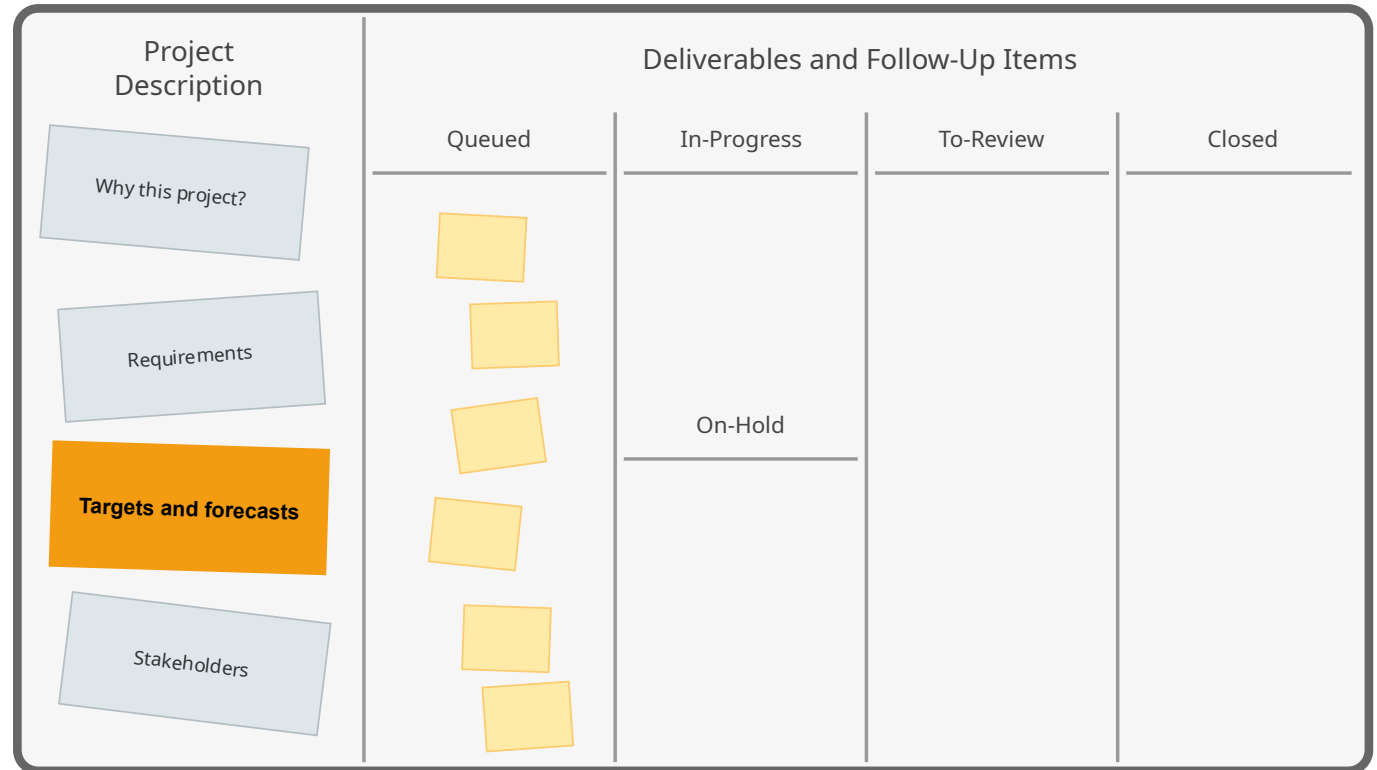 Project
Description
Why this project?
Requirements
Targets and forecasts
Stakeholders
Deliverables and Follow-Up Items
Queued
In-Progress
On-Hold
To-Review
Closed